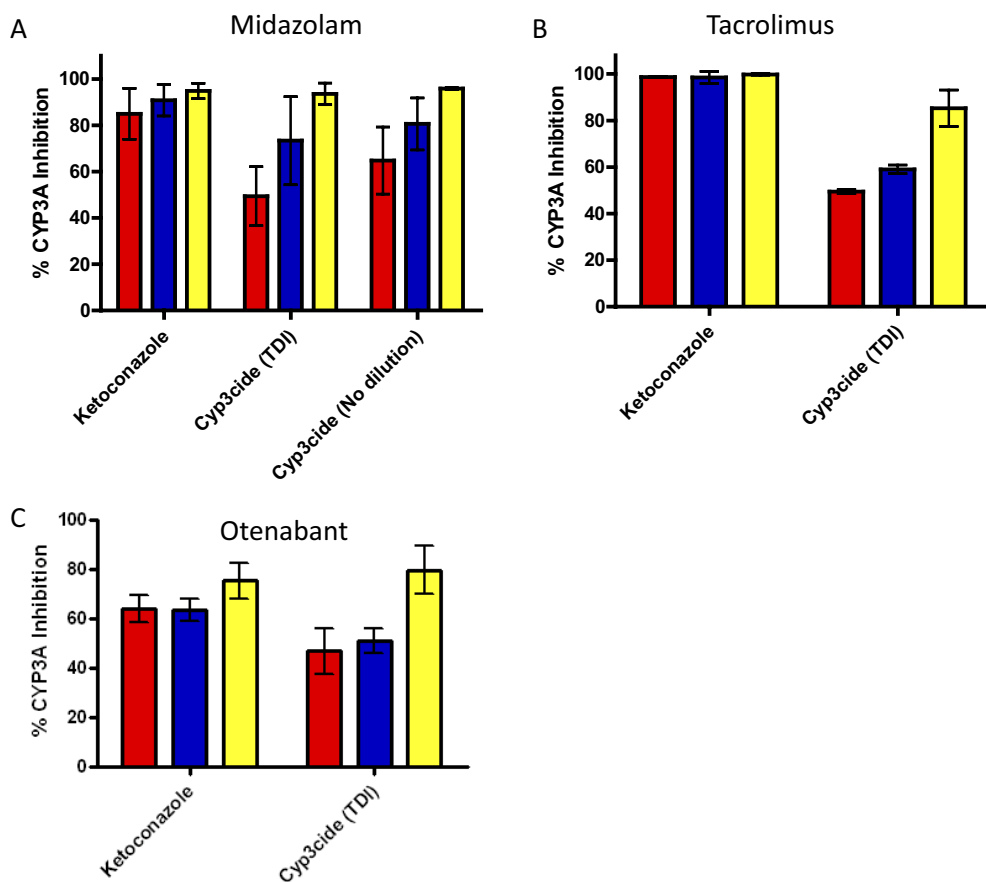 A
Midazolam
% CYP3A Inhibition
100
80
60
40
20
0
Ketoconazole
Cyp3cide (TDI)
Cyp3cide (No dilution)
B
Tacrolimus
% CYP3A Inhibition
100
80
60
40
20
0
Ketoconazole
Cyp3cide (TDI)
C
Otenabant
% CYP3A Inhibition
100
80
60
40
20
0
Ketoconazole
Cyp3cide (TDI)